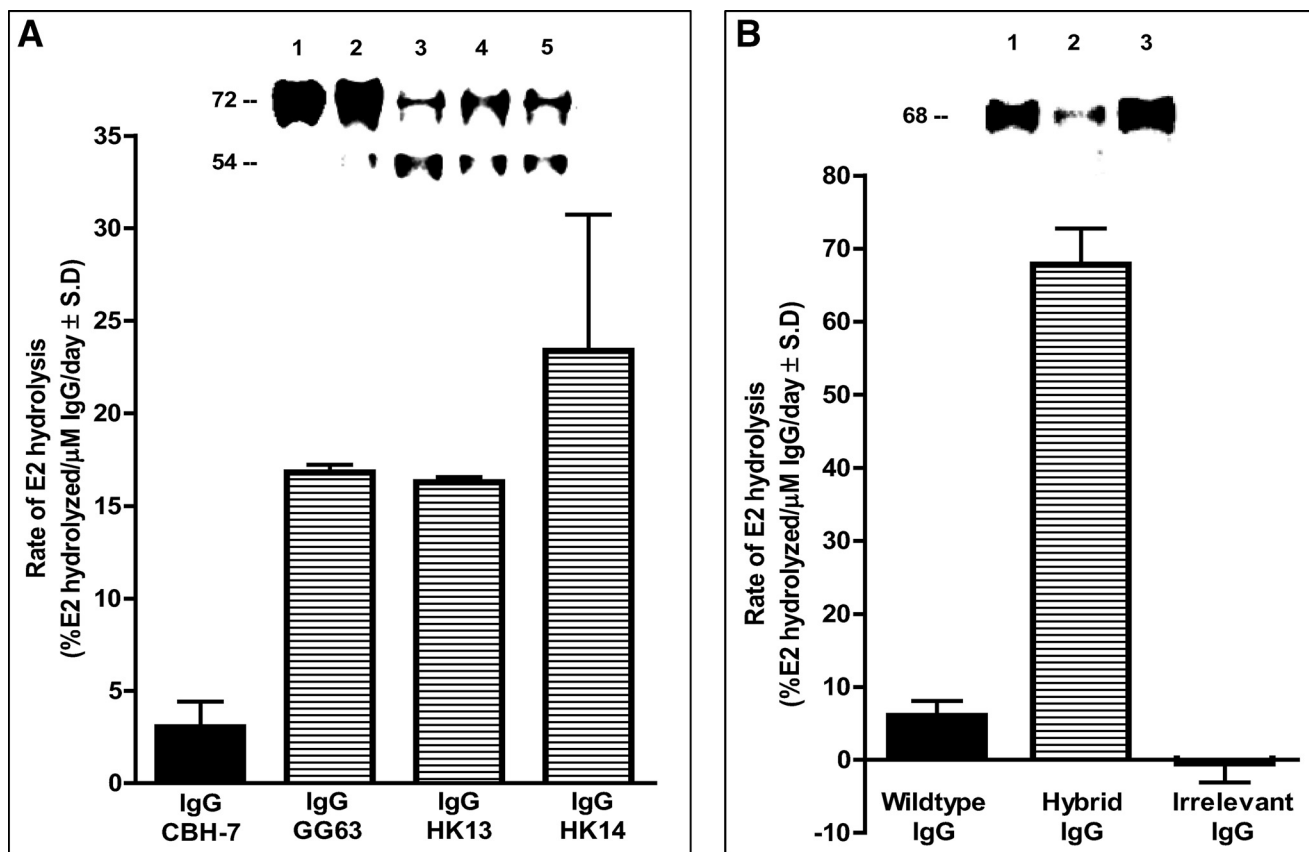 A
1 2 3 4 5
72 --
54 --
35
30
25
20
15
10
5
0
Rate of E2 hydrolysis
(%E2 hydrolyzed/μM IgG/day ± S.D)
IgG IgG IgG IgG
CBH-7 GG63 HK13 HK14
B
1 2 3
68 --
80
70
60
50
40
30
20
10
0
-10
Rate of E2 hydrolysis
(%E2 hydrolyzed/μM IgG/day ± S.D)
Wildtype Hybrid Irrelevant
IgG IgG IgG